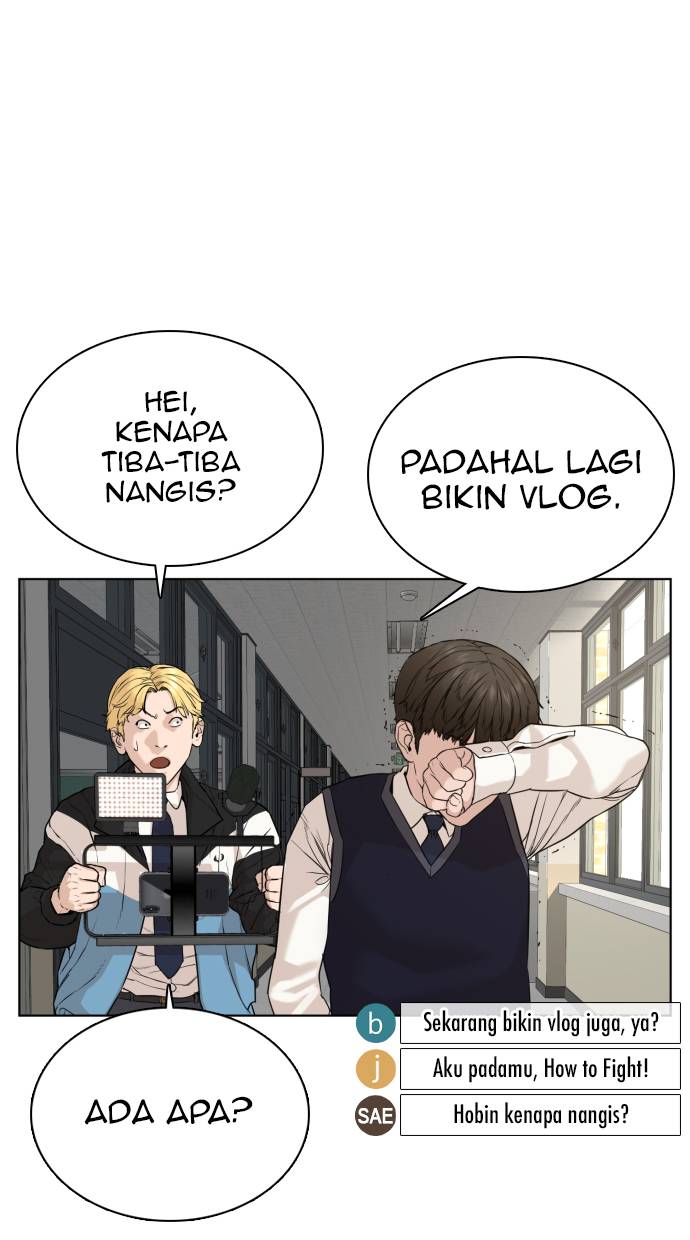 HEI,
KENAPA
TIBA-TIBA
NANGIS?
PADAHAL LAGI
BIKIN VLOG.
b Sekarang bikin vlog juga, ya?
j Aku padamu, How to Fight!
SAE Hobin kenapa nangis?
ADA APA?